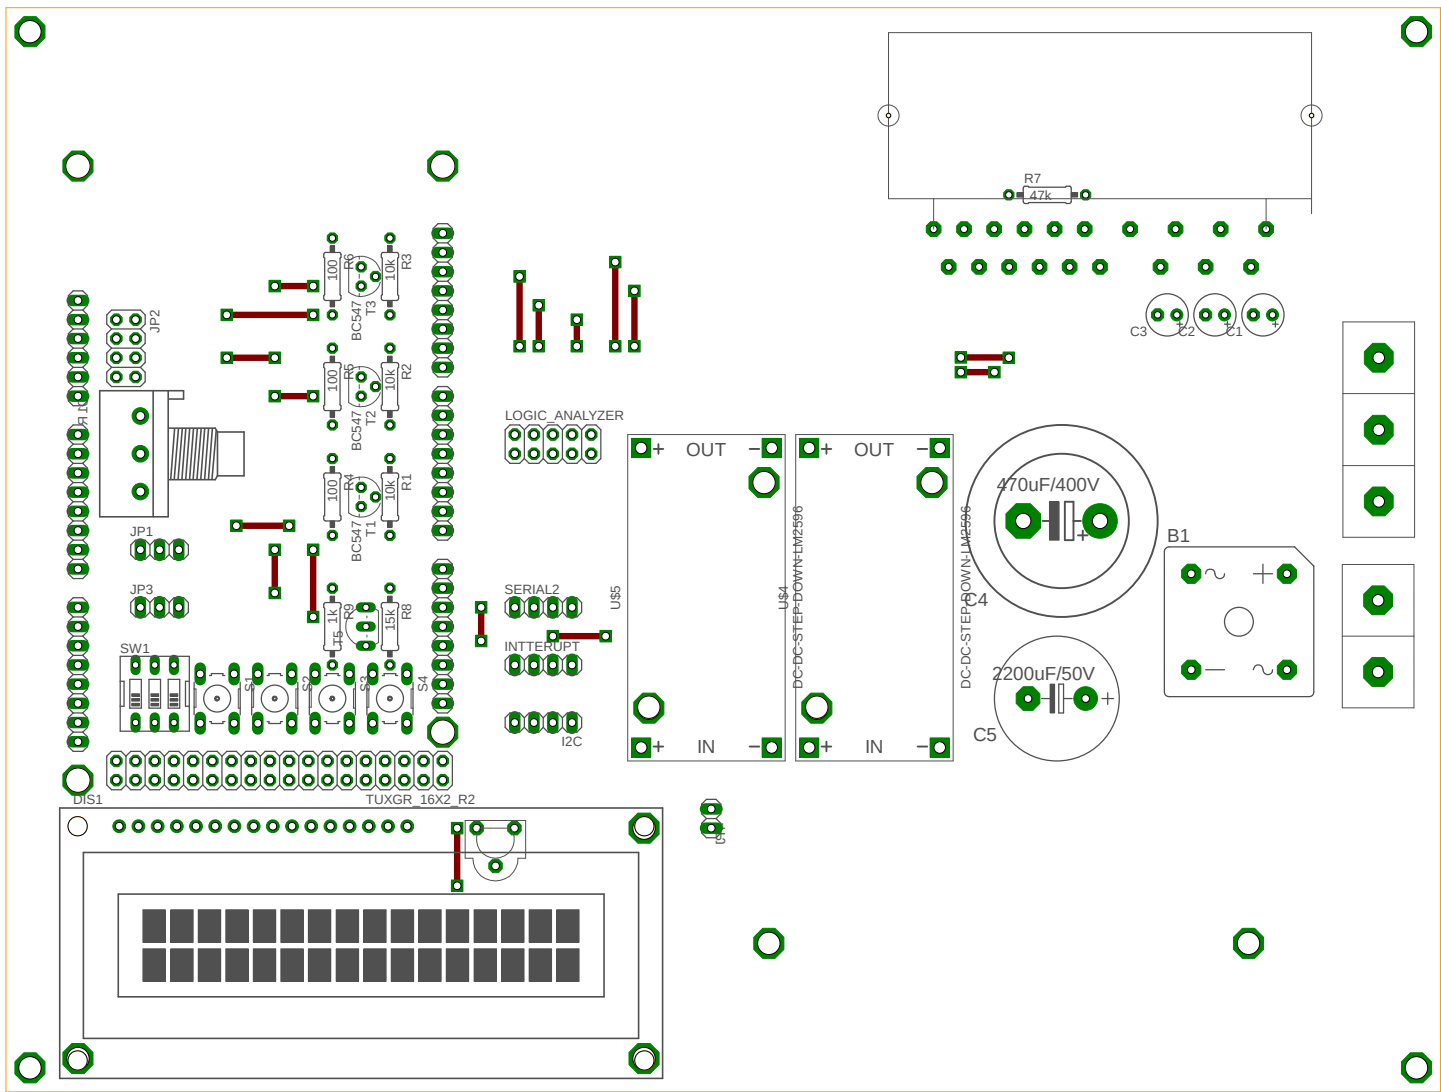 R7
47k
C3
C2
C1
+
+
+
JP2
R6
100
BC547
T3
10k
R3
R5
100
BC547
T2
10k
R2
R4
100
BC547
T1
10k
R1
LOGIC_ANALYZER
+ OUT −
+ OUT −
470uF/400V
+
C4
DC-DC-STEP-DOWN-LM2596
DC-DC-STEP-DOWN-LM2596
U$5
U$4
B1
JP1
JP3
R9
1k
T5
15k
R8
SERIAL2
INTTERUPT
I2C
SW1
S1
S2
S3
S4
2200uF/50V
+
C5
+ IN −
+ IN −
DIS1
TUXGR_16X2_R2